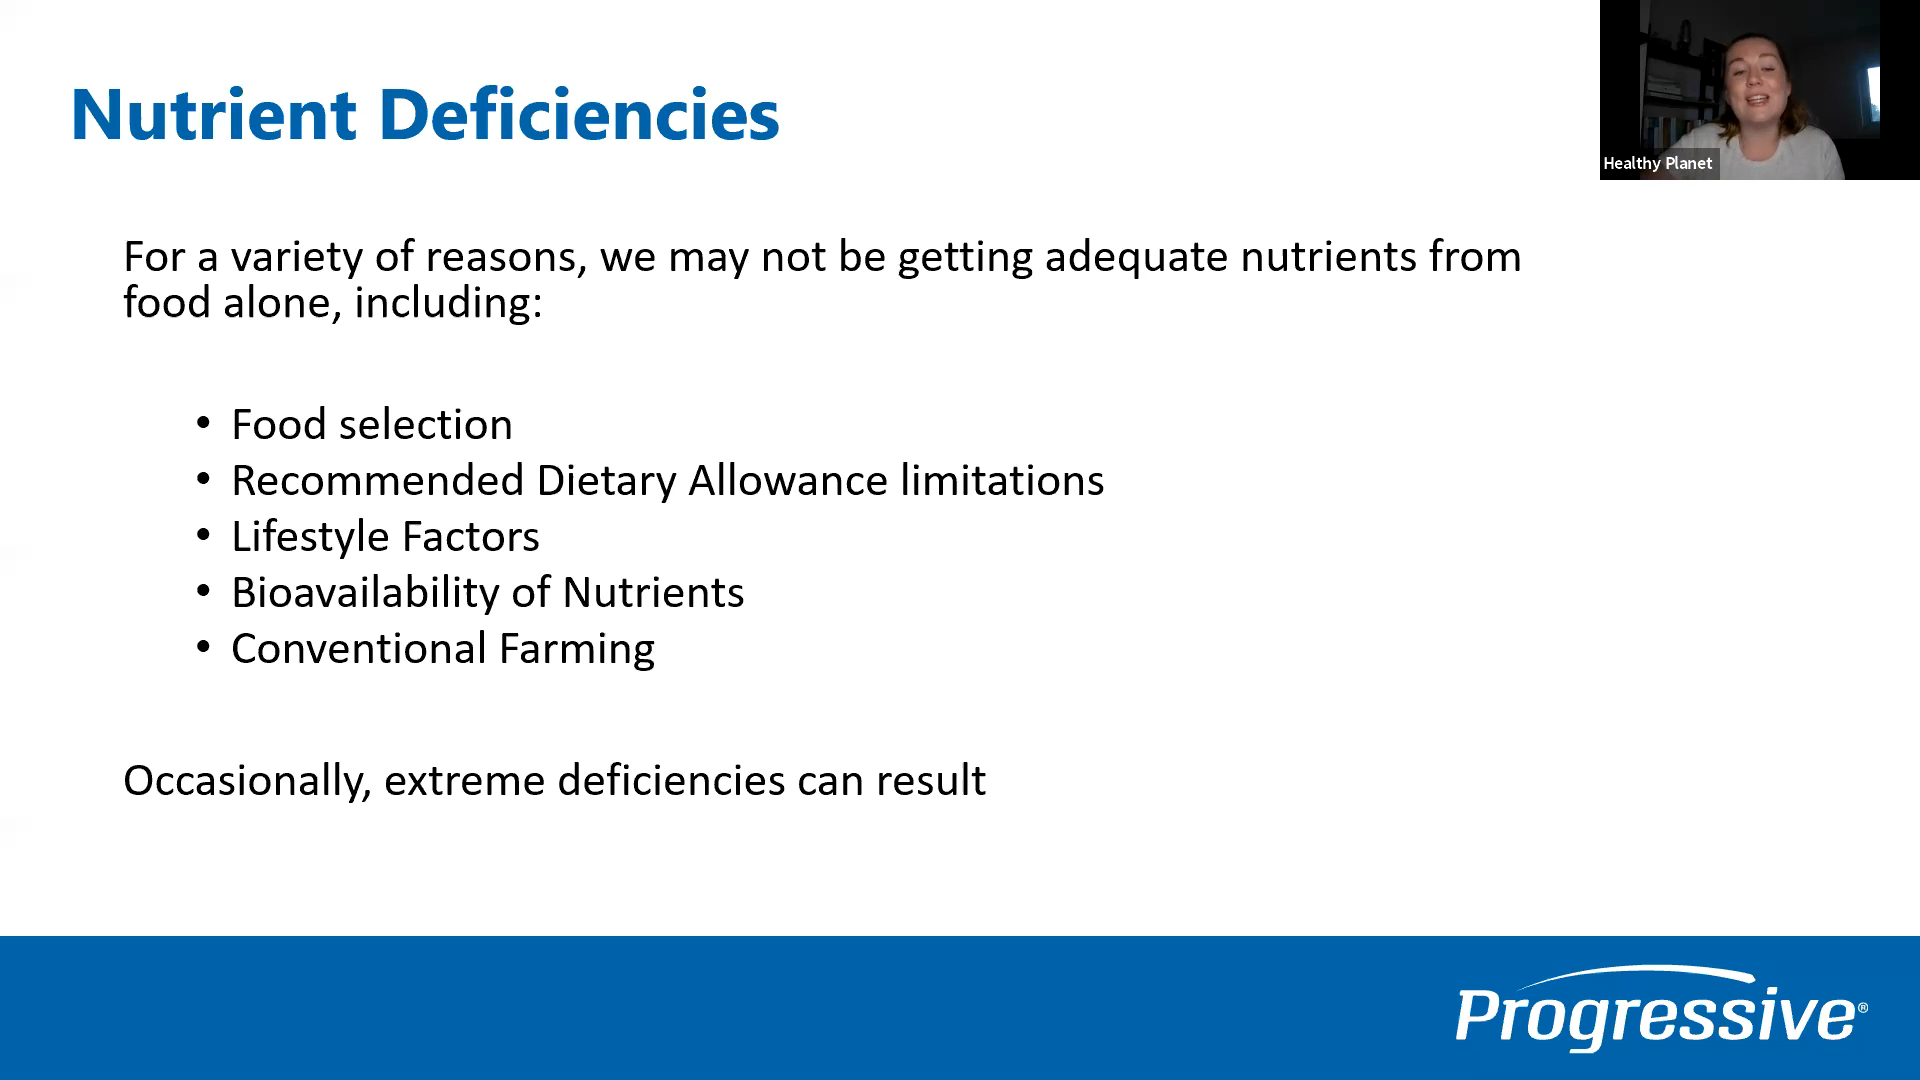 Nutrient Deficiencies
Healthy Planet
For a variety of reasons, we may not be getting adequate nutrients from
food alone, including:
• Food selection
• Recommended Dietary Allowance limitations
• Lifestyle Factors
• Bioavailability of Nutrients
• Conventional Farming
Occasionally, extreme deficiencies can result
Progressive®